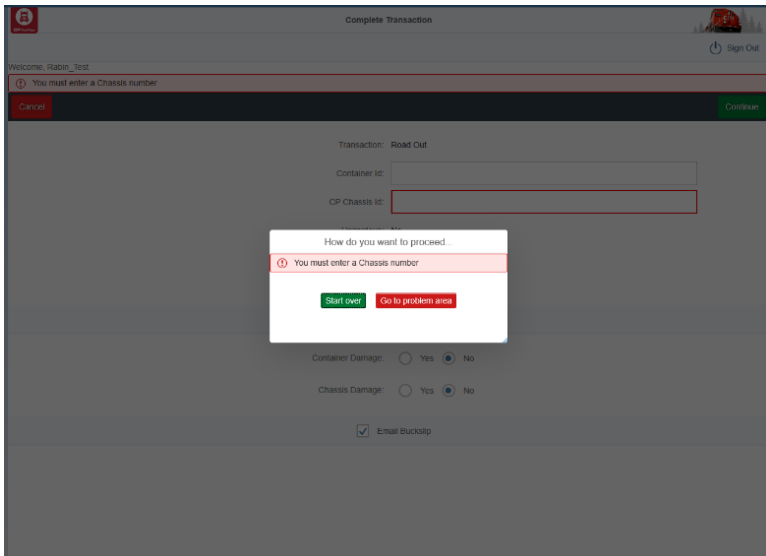 Complete Transaction
Sign Out
Welcome, Rabin_Test
You must enter a Chassis number
Cancel
Continue
Transaction: Road Out
Container Id:
CP Chassis Id:
How do you want to proceed...
You must enter a Chassis number
Start over
Go to problem area
Container Damage: Yes No
Chassis Damage: Yes No
Email Buckslip